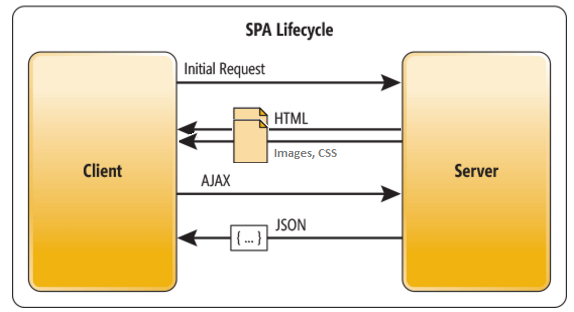 SPA Lifecycle
Initial Request
HTML
Images, CSS
Client
Server
AJAX
JSON
{ ... }